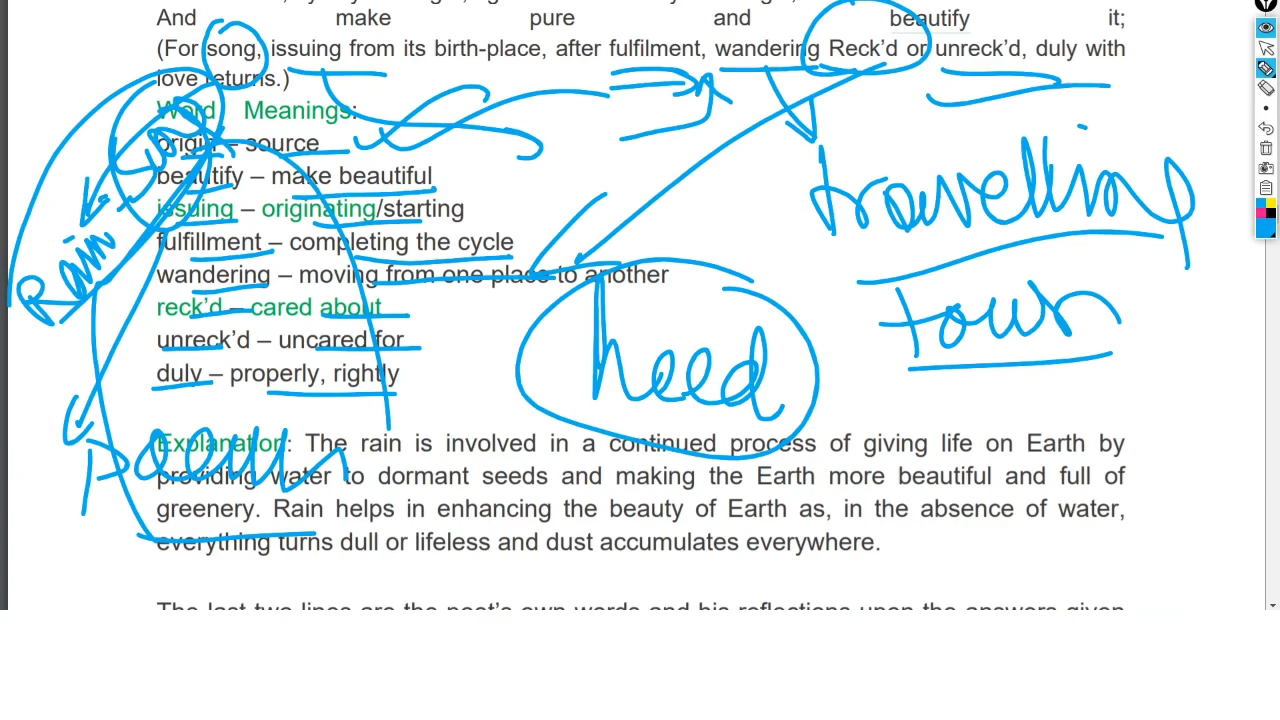 And make pure and beautify it;
(For song, issuing from its birth-place, after fulfilment, wandering Reck’d or unreck’d, duly with
love returns.)
Word Meanings:
origin – source
beautify – make beautiful
issuing – originating/starting
fulfillment – completing the cycle
wandering – moving from one place to another
reck’d – cared about
unreck’d – uncared for
duly – properly, rightly
Rain
travelling
tour
heed
Poem
Explanation: The rain is involved in a continued process of giving life on Earth by
providing water to dormant seeds and making the Earth more beautiful and full of
greenery. Rain helps in enhancing the beauty of Earth as, in the absence of water,
everything turns dull or lifeless and dust accumulates everywhere.